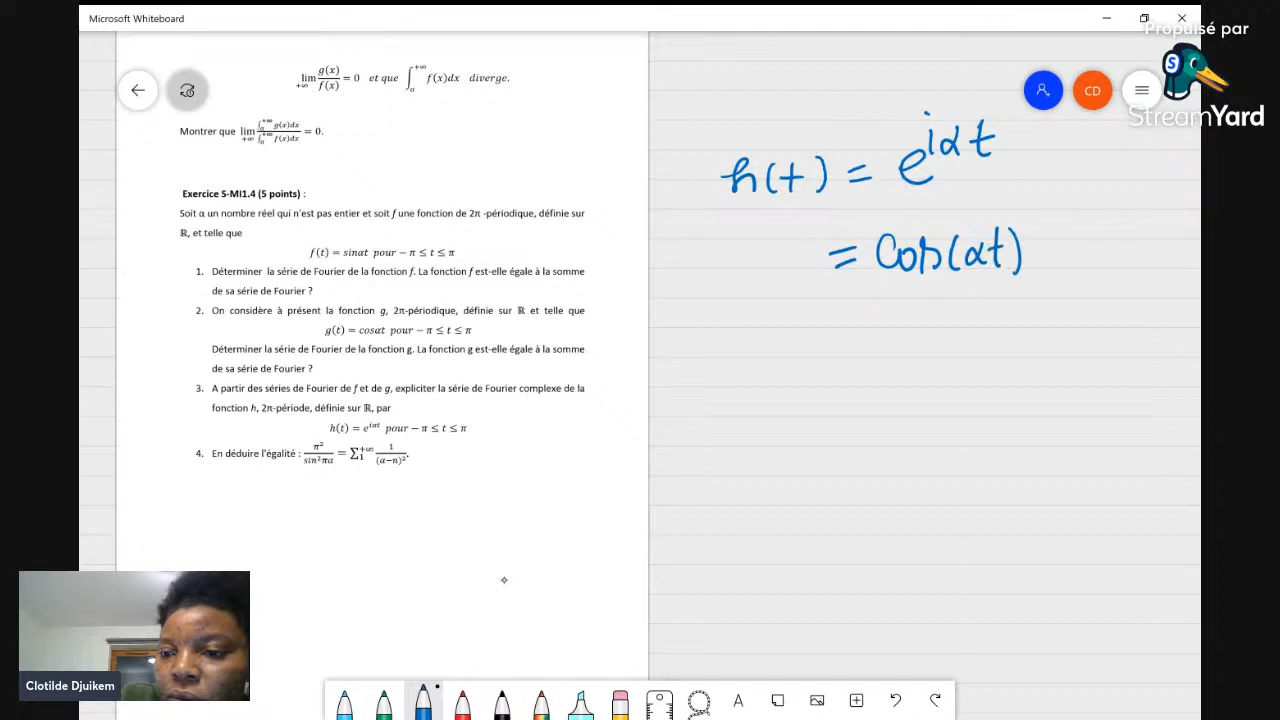 Microsoft Whiteboard
Propulsé par
StreamYard
CD
lim g(x)/f(x) = 0 et que ∫ₐ^{+∞} f(x)dx diverge.
+∞
Montrer que lim ∫ₐ^{+∞} g(x)dx / ∫ₐ^{+∞} f(x)dx = 0.
+∞
Exercice S-MI1.4 (5 points) :
Soit α un nombre réel qui n'est pas entier et soit f une fonction de 2π -périodique, définie sur
ℝ, et telle que
f(t) = sinαt pour − π ≤ t ≤ π
1. Déterminer la série de Fourier de la fonction f. La fonction f est-elle égale à la somme
de sa série de Fourier ?
2. On considère à présent la fonction g, 2π-périodique, définie sur ℝ et telle que
g(t) = cosαt pour − π ≤ t ≤ π
Déterminer la série de Fourier de la fonction g. La fonction g est-elle égale à la somme
de sa série de Fourier ?
3. A partir des séries de Fourier de f et de g, expliciter la série de Fourier complexe de la
fonction h, 2π-période, définie sur ℝ, par
h(t) = e^{iαt} pour − π ≤ t ≤ π
4. En déduire l'égalité : π²/sin²πα = ∑₁^{+∞} 1/(α−n)².
h(t) = e^{iαt}
= Cos(αt)
Clotilde Djuikem
A